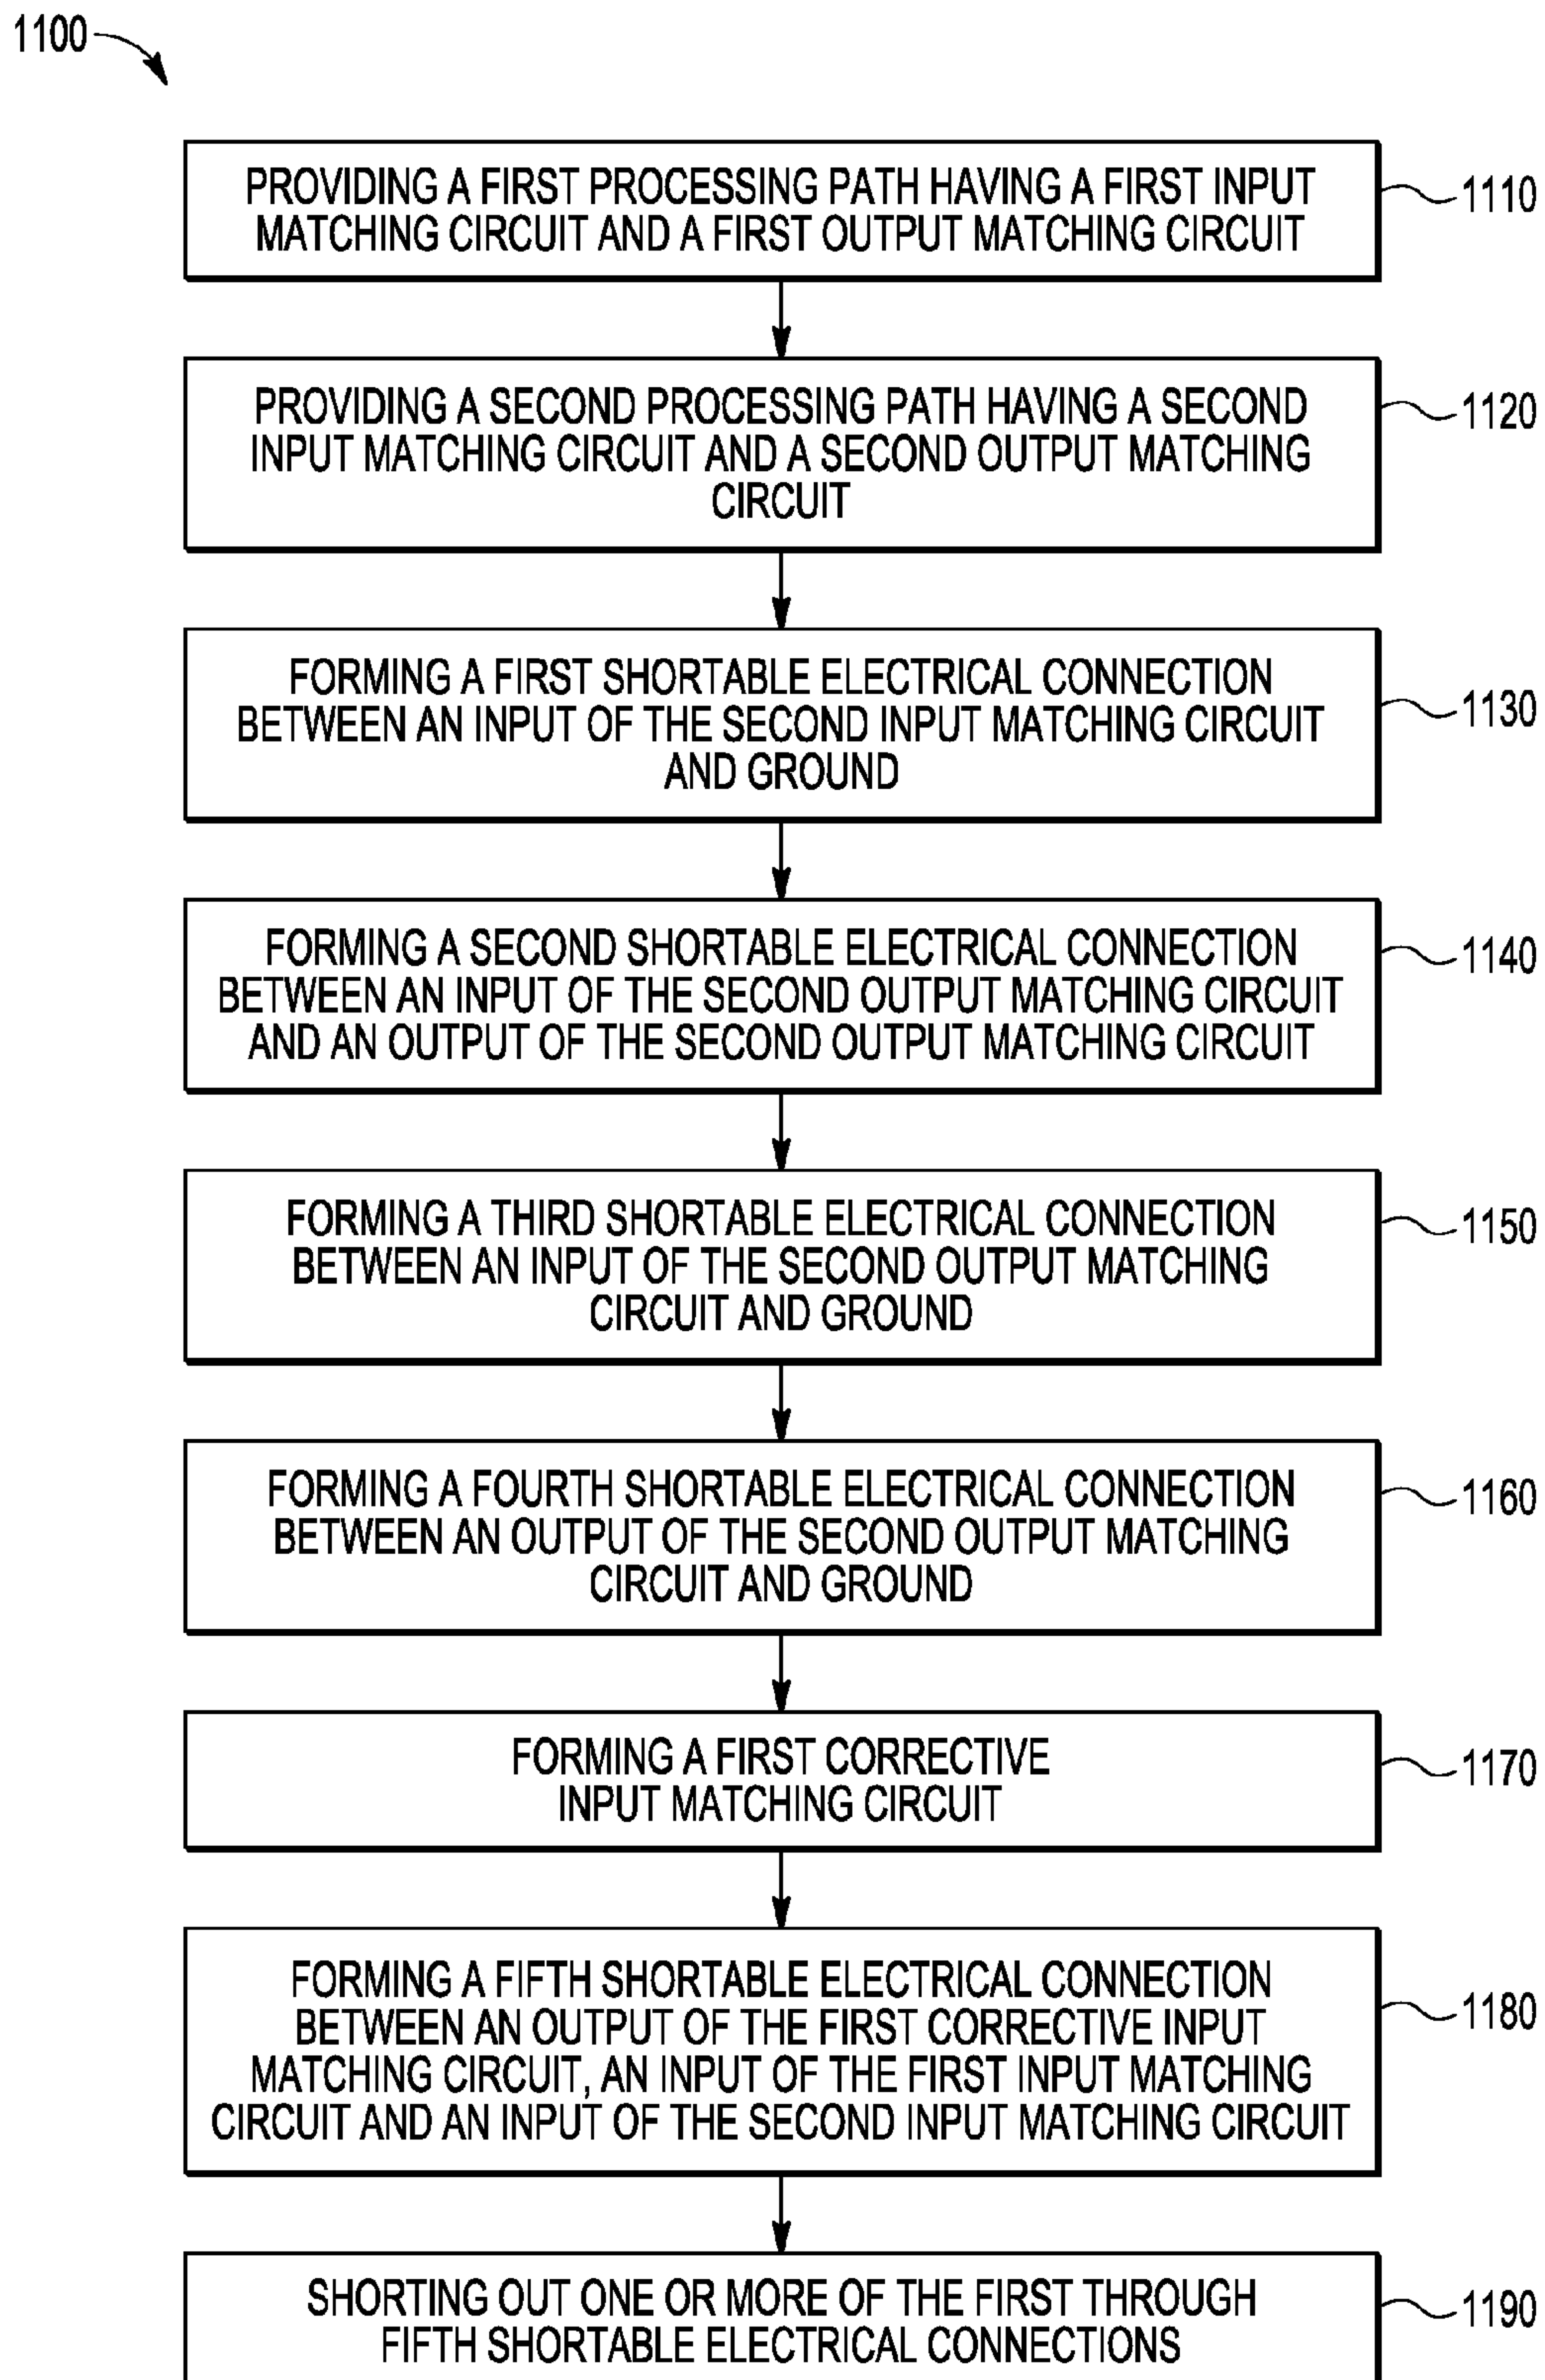 1100
PROVIDING A FIRST PROCESSING PATH HAVING A FIRST INPUT
MATCHING CIRCUIT AND A FIRST OUTPUT MATCHING CIRCUIT
1110
PROVIDING A SECOND PROCESSING PATH HAVING A SECOND
INPUT MATCHING CIRCUIT AND A SECOND OUTPUT MATCHING
CIRCUIT
1120
FORMING A FIRST SHORTABLE ELECTRICAL CONNECTION
BETWEEN AN INPUT OF THE SECOND INPUT MATCHING CIRCUIT
AND GROUND
1130
FORMING A SECOND SHORTABLE ELECTRICAL CONNECTION
BETWEEN AN INPUT OF THE SECOND OUTPUT MATCHING CIRCUIT
AND AN OUTPUT OF THE SECOND OUTPUT MATCHING CIRCUIT
1140
FORMING A THIRD SHORTABLE ELECTRICAL CONNECTION
BETWEEN AN INPUT OF THE SECOND OUTPUT MATCHING
CIRCUIT AND GROUND
1150
FORMING A FOURTH SHORTABLE ELECTRICAL CONNECTION
BETWEEN AN OUTPUT OF THE SECOND OUTPUT MATCHING
CIRCUIT AND GROUND
1160
FORMING A FIRST CORRECTIVE
INPUT MATCHING CIRCUIT
1170
FORMING A FIFTH SHORTABLE ELECTRICAL CONNECTION
BETWEEN AN OUTPUT OF THE FIRST CORRECTIVE INPUT
MATCHING CIRCUIT, AN INPUT OF THE FIRST INPUT MATCHING
CIRCUIT AND AN INPUT OF THE SECOND INPUT MATCHING CIRCUIT
1180
SHORTING OUT ONE OR MORE OF THE FIRST THROUGH
FIFTH SHORTABLE ELECTRICAL CONNECTIONS
1190